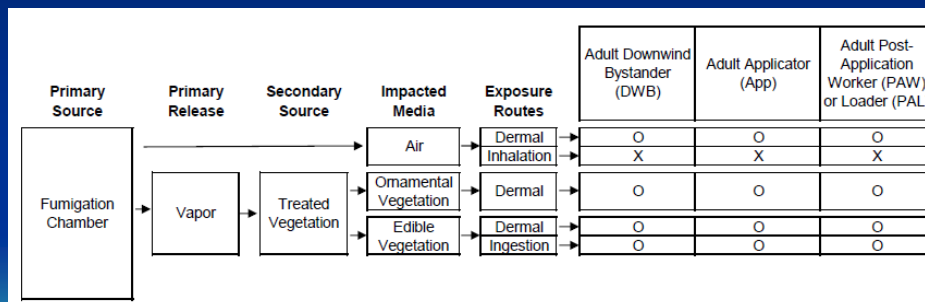 Adult Downwind
Bystander
(DWB)
Adult Applicator
(App)
Adult Post-
Application
Worker (PAW)
or Loader (PAL
Primary
Source
Primary
Release
Secondary
Source
Impacted
Media
Exposure
Routes
Fumigation
Chamber
Vapor
Treated
Vegetation
Air
Dermal O O O
Inhalation X X X
Ornamental
Vegetation
Dermal O O O
Edible
Vegetation
Dermal O O O
Ingestion O O O